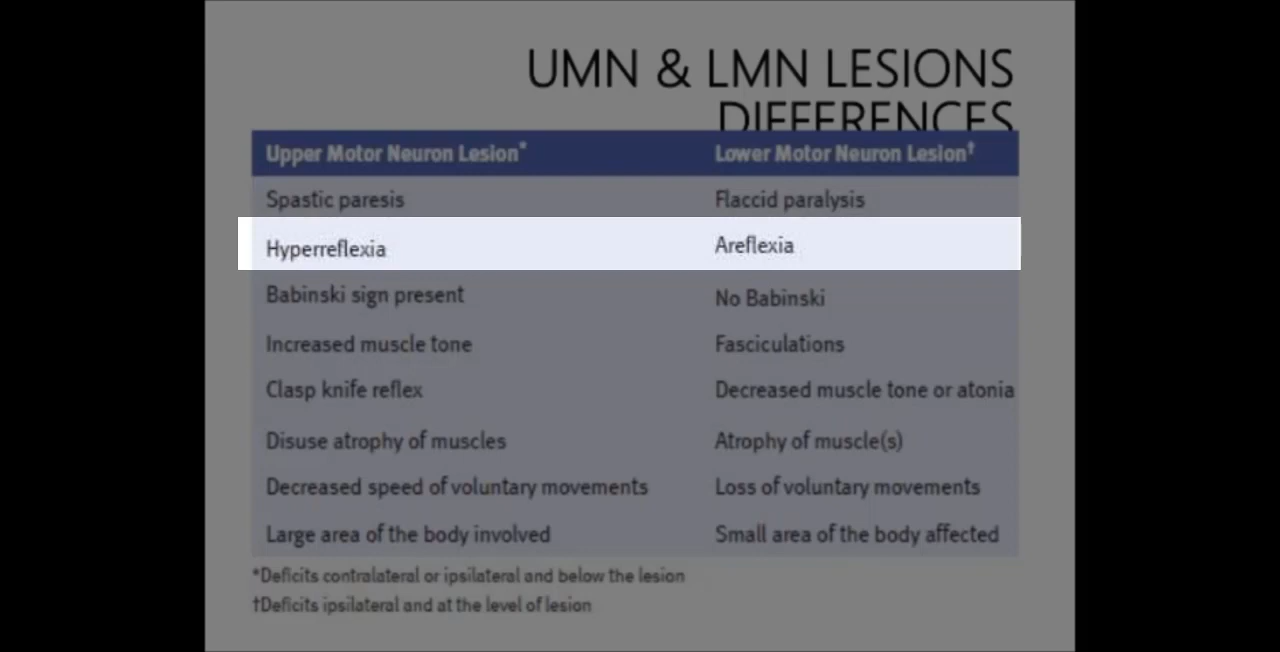 UMN & LMN LESIONS
DIFFERENCES
Upper Motor Neuron Lesion* Lower Motor Neuron Lesion†
Spastic paresis Flaccid paralysis
Hyperreflexia Areflexia
Babinski sign present No Babinski
Increased muscle tone Fasciculations
Clasp knife reflex Decreased muscle tone or atonia
Disuse atrophy of muscles Atrophy of muscle(s)
Decreased speed of voluntary movements Loss of voluntary movements
Large area of the body involved Small area of the body affected
*Deficits contralateral or ipsilateral and below the lesion
†Deficits ipsilateral and at the level of lesion